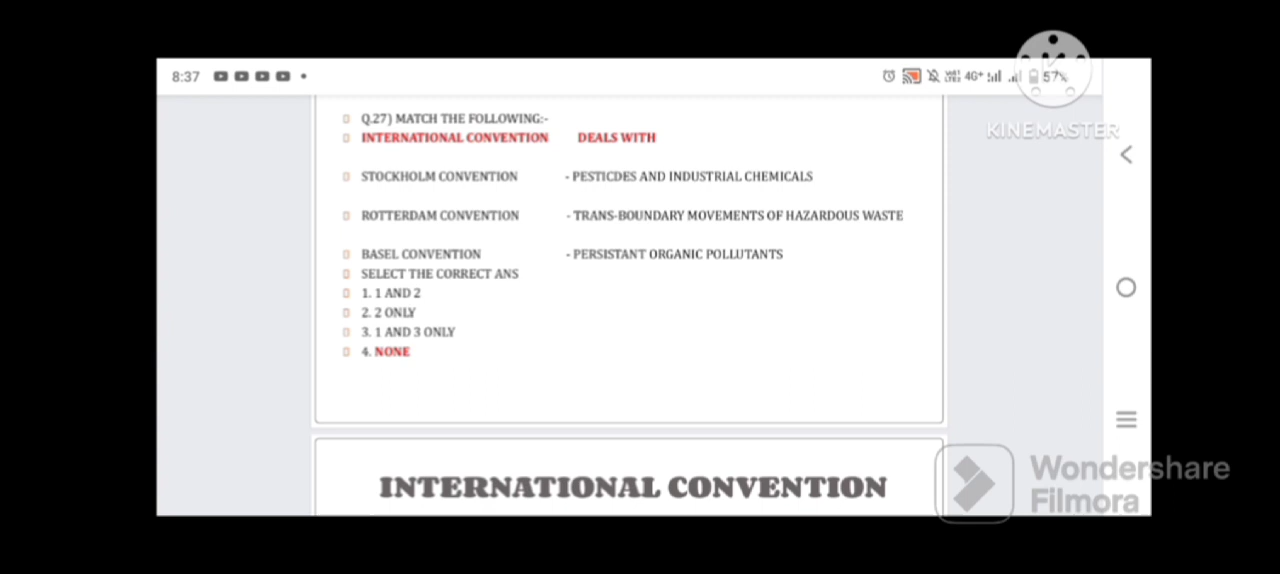 8:37
4G+
57%
KINEMASTER
Q.27) MATCH THE FOLLOWING:-
INTERNATIONAL CONVENTION DEALS WITH
STOCKHOLM CONVENTION - PESTICDES AND INDUSTRIAL CHEMICALS
ROTTERDAM CONVENTION - TRANS-BOUNDARY MOVEMENTS OF HAZARDOUS WASTE
BASEL CONVENTION - PERSISTANT ORGANIC POLLUTANTS
SELECT THE CORRECT ANS
1. 1 AND 2
2. 2 ONLY
3. 1 AND 3 ONLY
4. NONE
INTERNATIONAL CONVENTION
Wondershare
Filmora